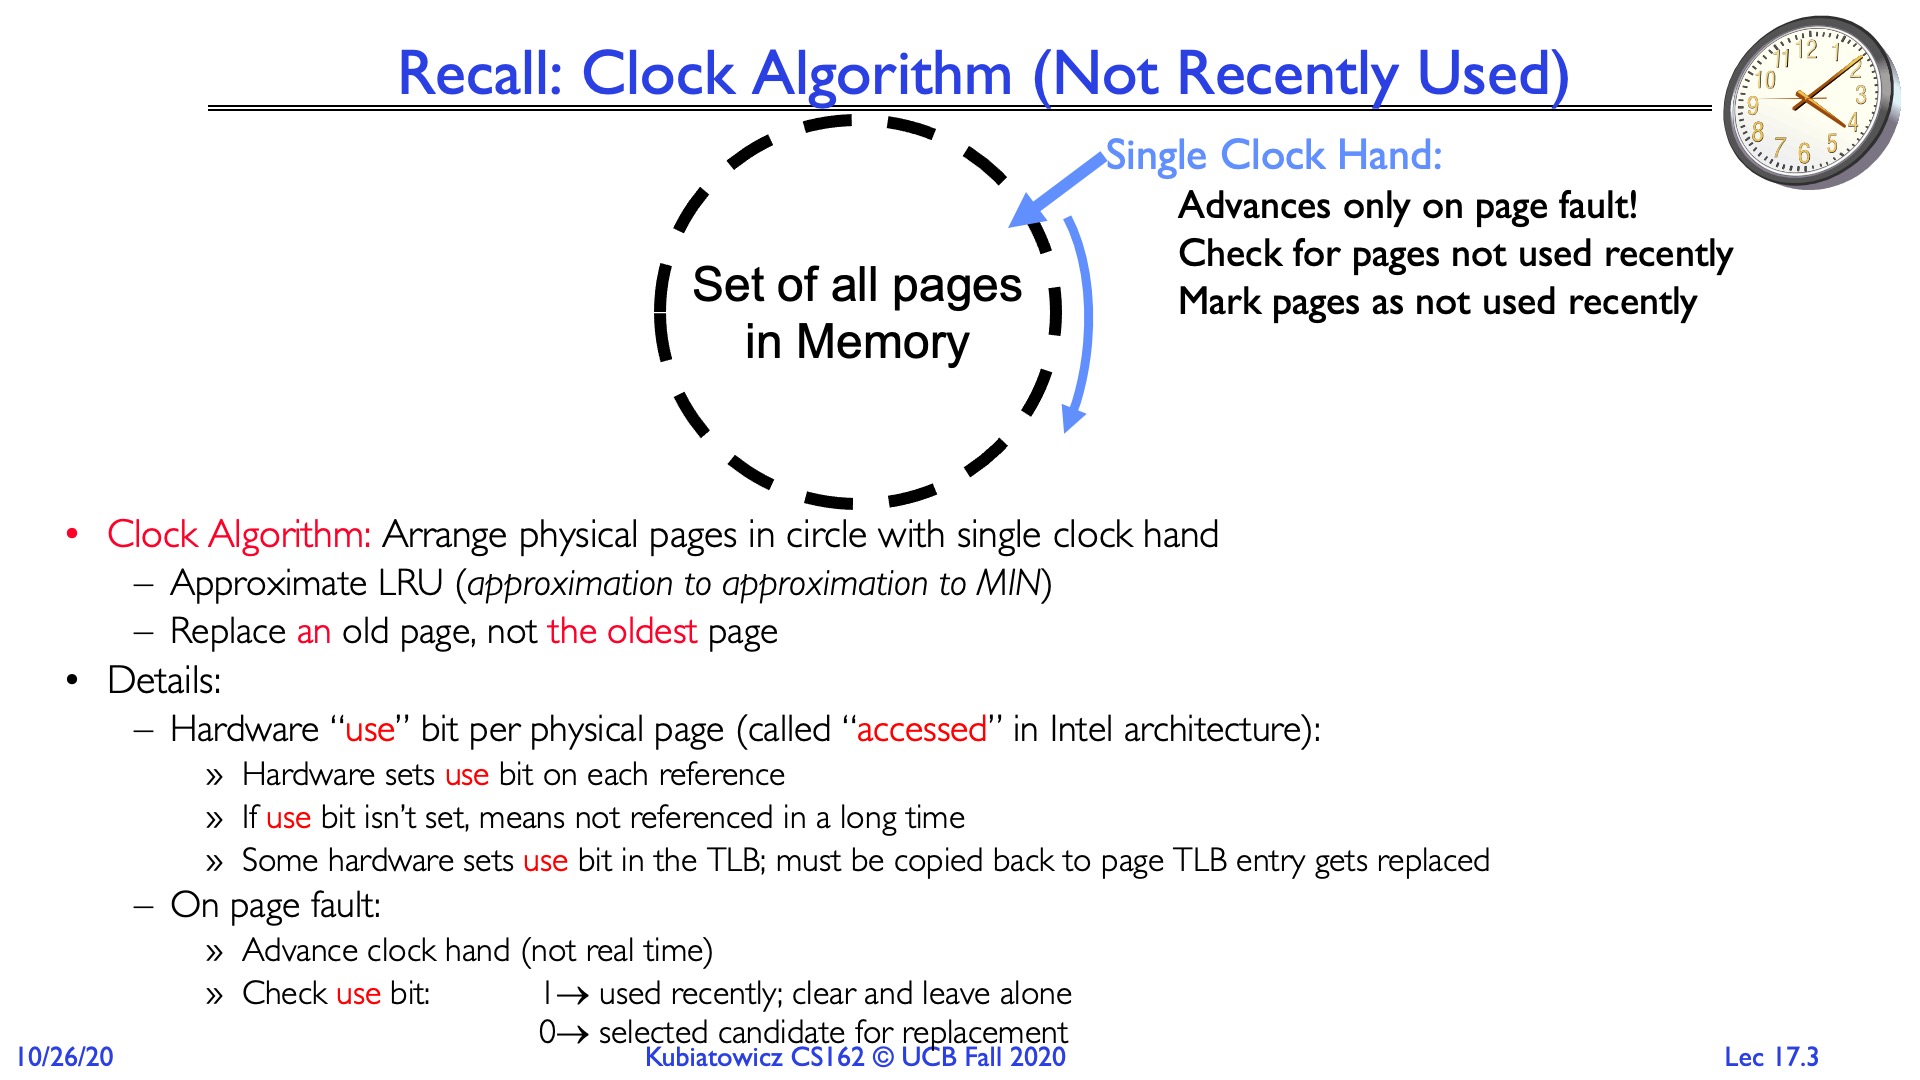 Recall: Clock Algorithm (Not Recently Used)
12
1
2
3
4
5
6
7
8
9
10
11
Single Clock Hand:
Advances only on page fault!
Check for pages not used recently
Mark pages as not used recently
Set of all pages
in Memory
• Clock Algorithm: Arrange physical pages in circle with single clock hand
– Approximate LRU (approximation to approximation to MIN)
– Replace an old page, not the oldest page
• Details:
– Hardware “use” bit per physical page (called “accessed” in Intel architecture):
» Hardware sets use bit on each reference
» If use bit isn’t set, means not referenced in a long time
» Some hardware sets use bit in the TLB; must be copied back to page TLB entry gets replaced
– On page fault:
» Advance clock hand (not real time)
» Check use bit: 1→ used recently; clear and leave alone
0→ selected candidate for replacement
10/26/20
Kubiatowicz CS162 © UCB Fall 2020
Lec 17.3